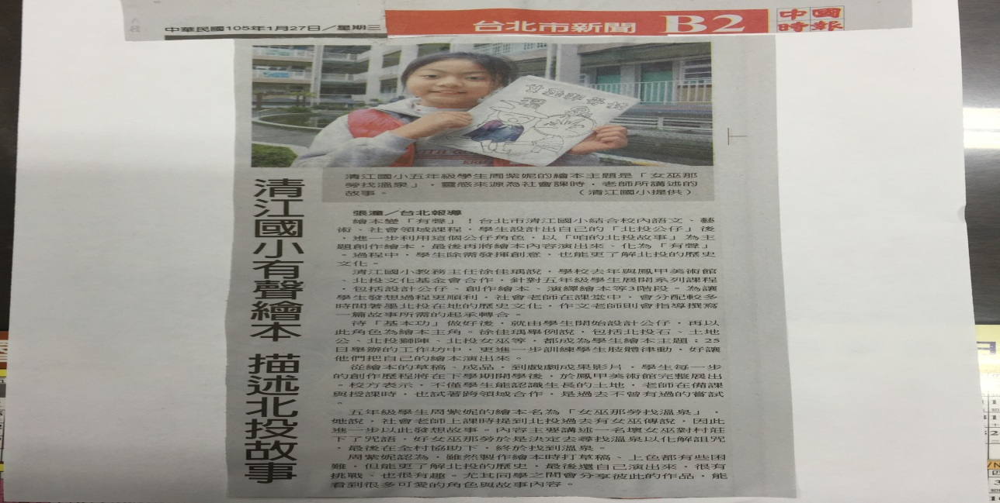 中華民國105年1月27日／星期三
台北市新聞 B2
中國時報
清江國小有聲繪本 描述北投故事
清江國小五年級學生周紫妮的繪本主題是「女巫那
勞找溫泉」，靈感來源為社會課時，老師所講述的
故事。 （清江國小提供）
張潼／台北報導
繪本變「有聲」！台北市清江國小結合校內語文、藝
術、社會領域課程，學生設計出自己的「北投公仔」後
，進一步利用這個公仔角色，以「咱的北投故事」為主
題創作繪本，最後再將繪本內容演出來、化為「有聲」
。過程中，學生除需發揮創意，也能更了解北投的歷史
文化。
清江國小教務主任徐佳瑀說，學校去年與鳳甲美術館
、北投文化基金會合作，針對五年級學生展開系列課程
，包括設計公仔、創作繪本、演繹繪本等3階段。為讓
學生發想過程更順利，社會老師在課堂中，會分配較多
時間著墨北投在地的歷史文化，作文老師則會指導撰寫
一篇故事所需的起承轉合。
待「基本功」做好後，就由學生開始設計公仔，再以
此角色為繪本主角。徐佳瑀舉例說，包括北投石、土地
公、北投獅陣、北投女巫等，都成為學生繪本主題；25
日舉辦的工作坊中，更進一步訓練學生肢體律動，好讓
他們把自己的繪本演出來。
從繪本的草稿、成品，到戲劇成果影片，學生每一步
的創作歷程將在下學期開學後，於鳳甲美術館完整展出
。校方表示，不僅學生能認識生長的土地，老師在備課
與授課時，也試著跨領域合作，是過去不曾有過的嘗試
。
五年級學生周紫妮的繪本名為「女巫那勞找溫泉」，
她說，社會老師上課時提到北投過去有女巫傳說，因此
進一步以此發想故事。內容主要講述一名壞女巫對村莊
下了咒語，好女巫那勞於是決定去尋找溫泉以化解詛咒
，最後在全村協助下，終於找到溫泉。
周紫妮認為，雖然製作繪本時打草稿、上色都有些困
難，但能更了解北投的歷史，最後還自己演出來，很有
挑戰、也很有趣。尤其同學之間會分享彼此的作品，能
看到很多可愛的角色與故事內容。